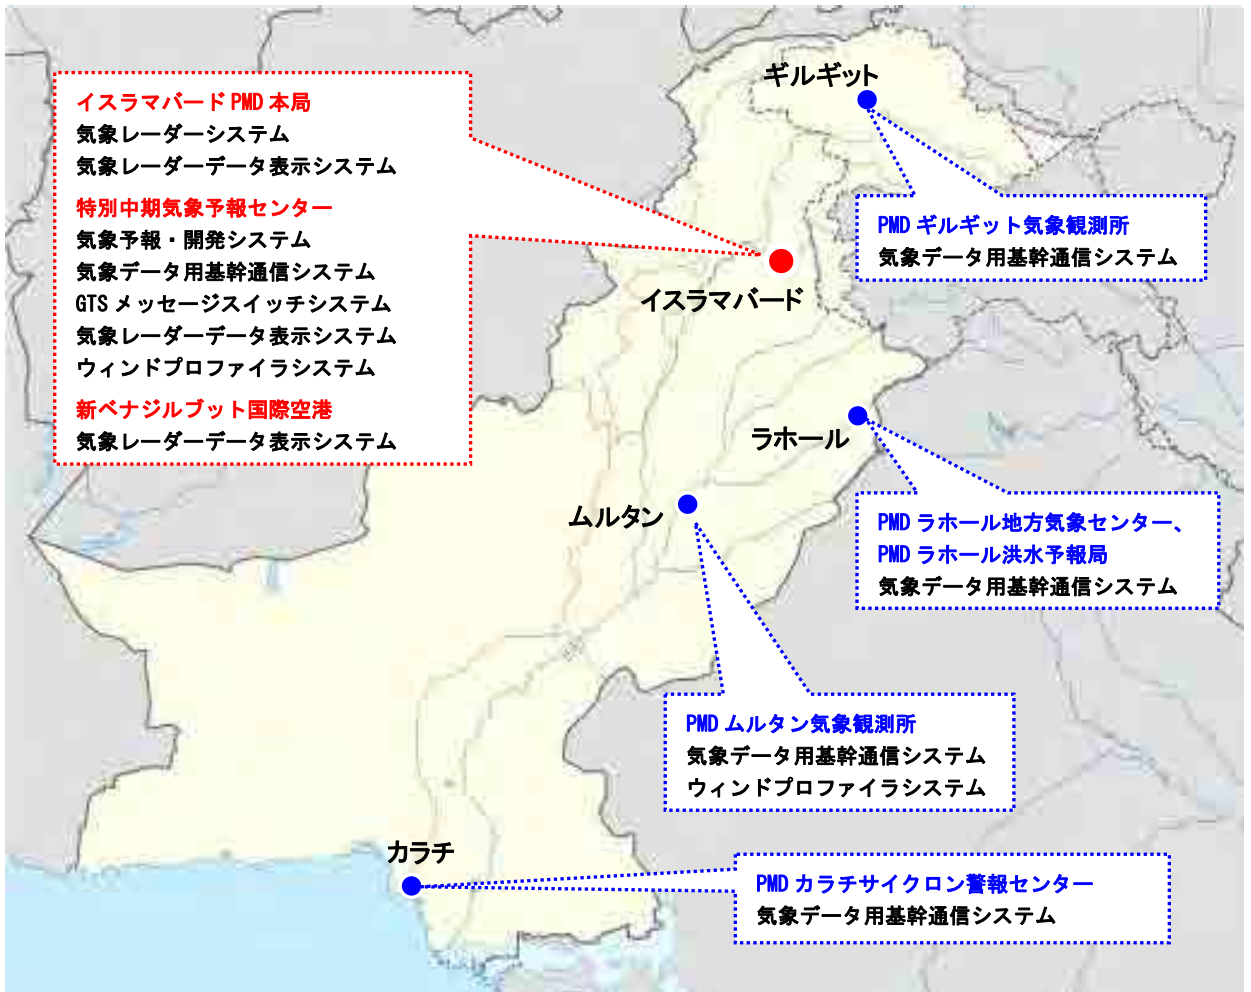 ギルギット
イスラマバード PMD 本局
気象レーダーシステム
気象レーダーデータ表示システム
特別中期気象予報センター
気象予報・開発システム
気象データ用基幹通信システム
GTS メッセージスイッチシステム
気象レーダーデータ表示システム
ウィンドプロファイラシステム
新ベナジルブット国際空港
気象レーダーデータ表示システム
PMD ギルギット気象観測所
気象データ用基幹通信システム
イスラマバード
ラホール
ムルタン
PMD ラホール地方気象センター、
PMD ラホール洪水予報局
気象データ用基幹通信システム
PMD ムルタン気象観測所
気象データ用基幹通信システム
ウィンドプロファイラシステム
カラチ
PMD カラチサイクロン警報センター
気象データ用基幹通信システム